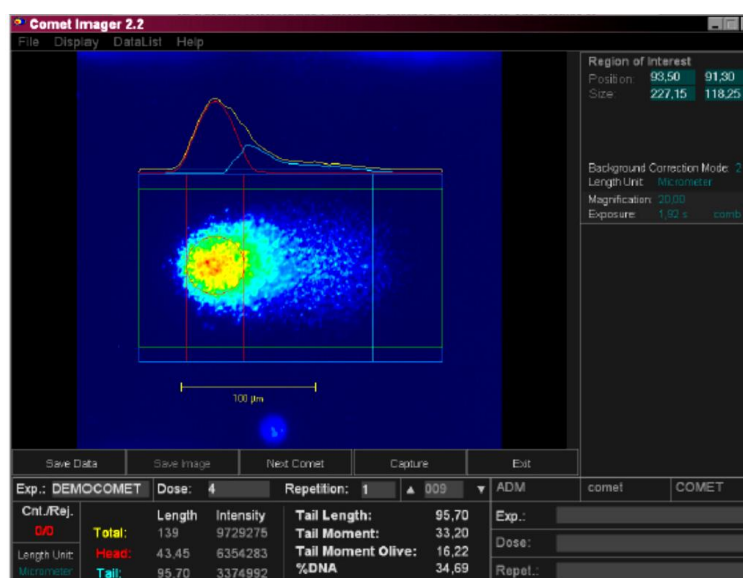 Comet Imager 2.2
File Display DataList Help
Region of Interest
Position: 93,50 91,30
Size: 227,15 118,25
Background Correction Mode: 2
Length Unit: Micrometer
Magnification: 20,00
Exposure: 1,92 s comb
100 µm
Save Data Save Image Next Comet Capture Exit
Exp.: DEMOCOMET Dose: 4 Repetition: 1 009 ADM comet COMET
Cnt./Rej. Length Intensity Tail Length: 95,70 Exp.:
0/0 Total: 139 9729275 Tail Moment: 33,20
Head: 43,45 6354283 Tail Moment Olive: 16,22 Dose:
Length Unit:
Micrometer Tail: 95,70 3374992 %DNA 34,69 Repet.: